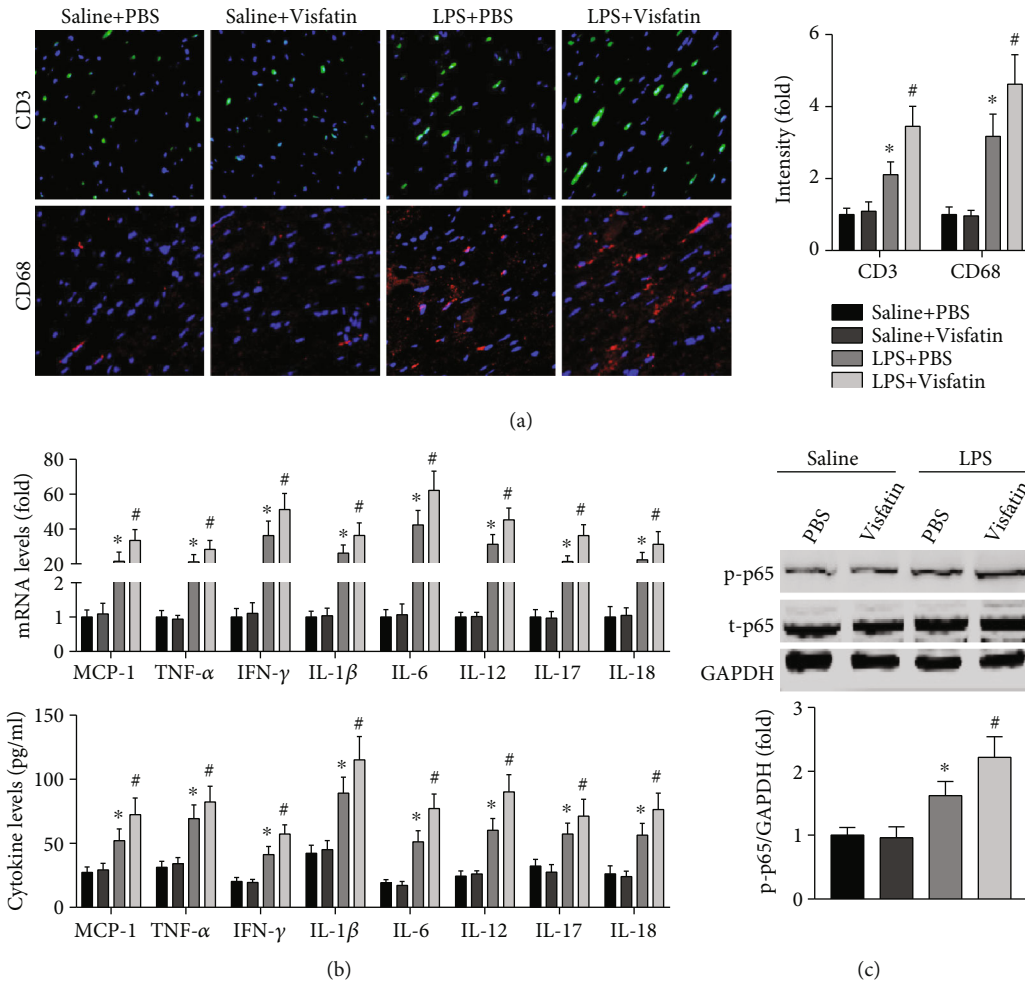 Saline+PBS Saline+Visfatin LPS+PBS LPS+Visfatin
CD3
CD68
Intensity (fold)
6
4
2
0
* # * #
CD3 CD68
Saline+PBS
Saline+Visfatin
LPS+PBS
LPS+Visfatin
(a)
mRNA levels (fold)
80
60
40
20
2
1
0
* # * # * # * # * # * # * # * #
MCP-1 TNF-α IFN-γ IL-1β IL-6 IL-12 IL-17 IL-18
Cytokine levels (pg/ml)
150
100
50
0
* # * # * # * # * # * # * # * #
MCP-1 TNF-α IFN-γ IL-1β IL-6 IL-12 IL-17 IL-18
(b)
Saline LPS
PBS Visfatin PBS Visfatin
p-p65
t-p65
GAPDH
p-p65/GAPDH (fold)
3
2
1
0
* #
(c)